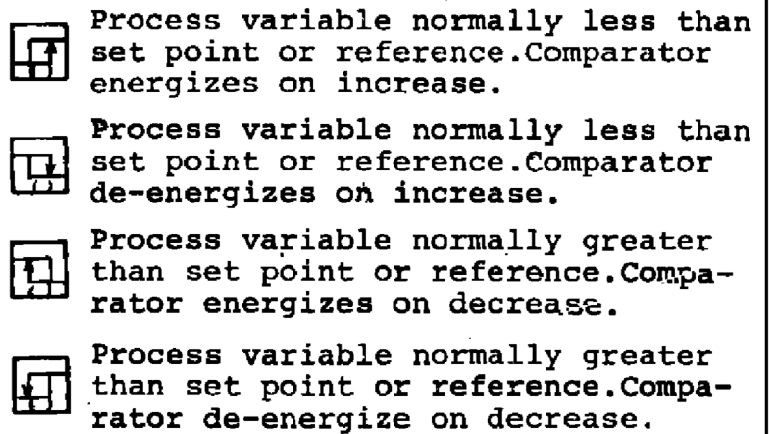 Process variable normally less than
set point or reference.Comparator
energizes on increase.
Process variable normally less than
set point or reference.Comparator
de-energizes on increase.
Process variable normally greater
than set point or reference.Compa-
rator energizes on decrease.
Process variable normally greater
than set point or reference.Compa-
rator de-energize on decrease.